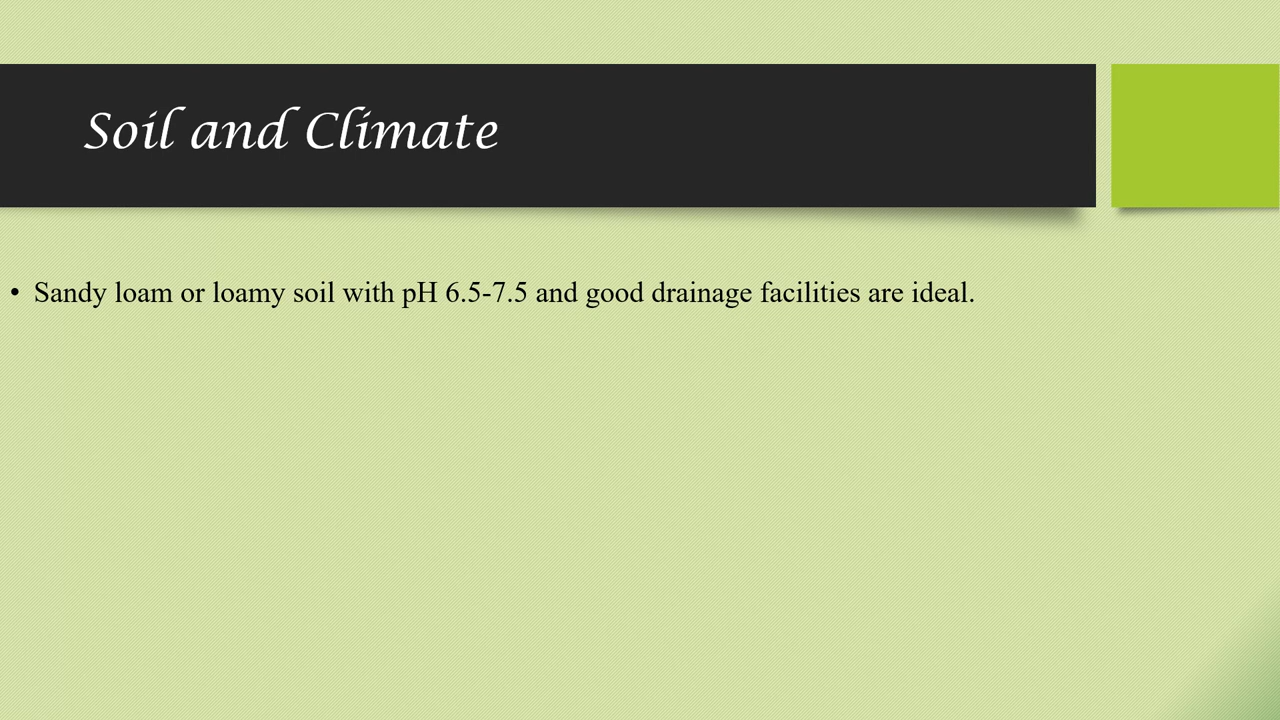 Soil and Climate
• Sandy loam or loamy soil with pH 6.5-7.5 and good drainage facilities are ideal.